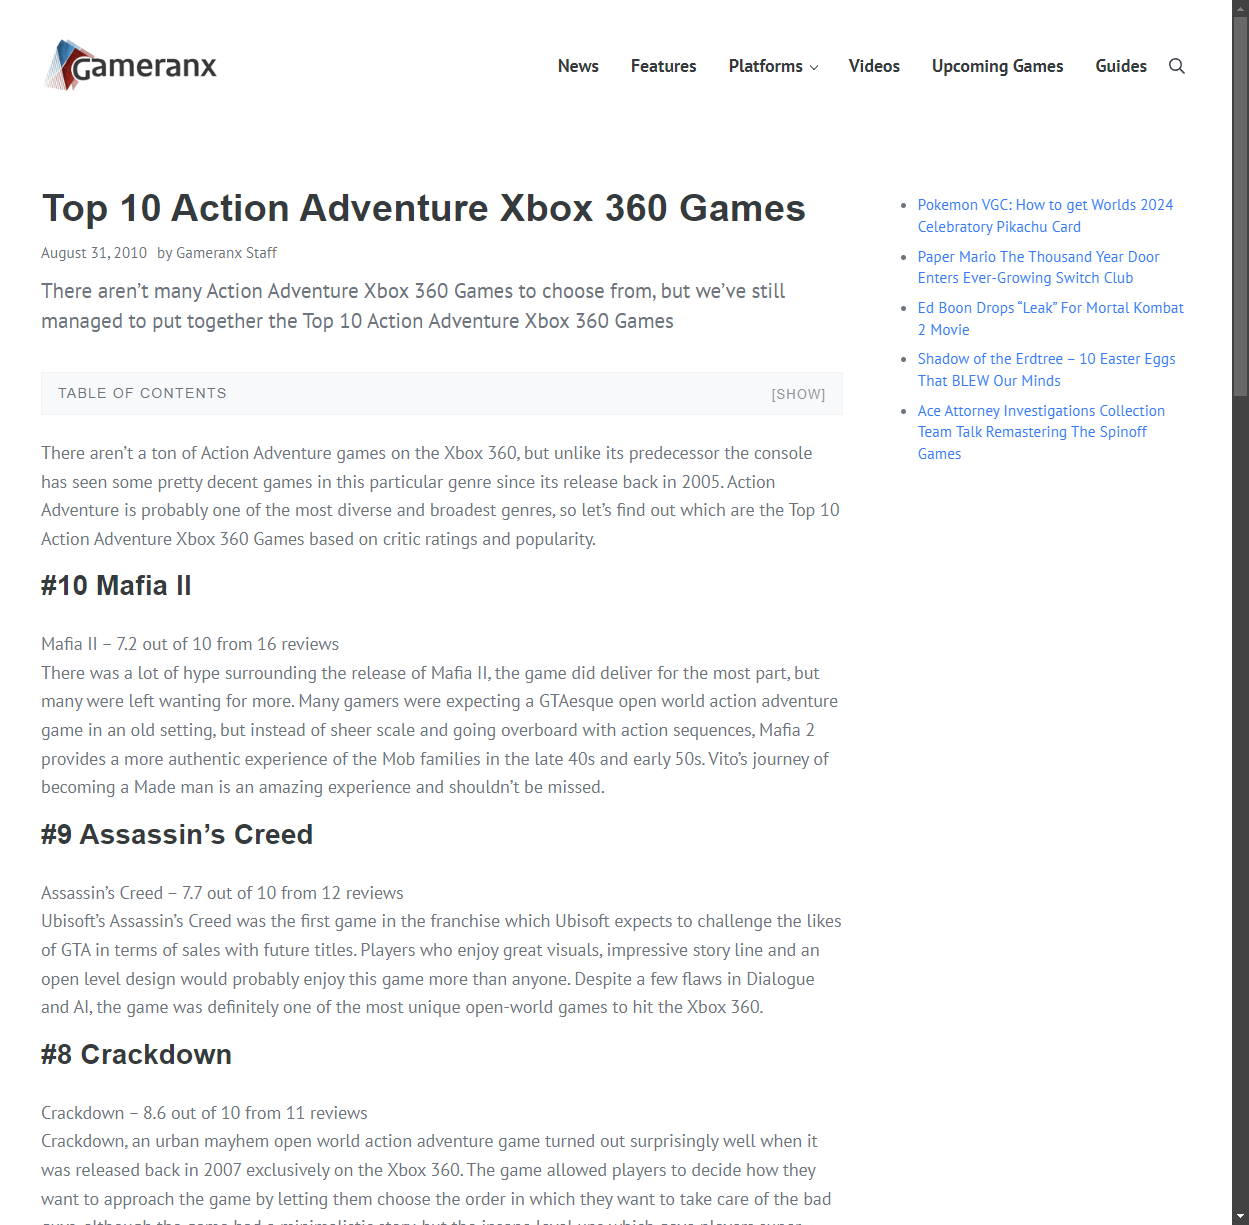 Gameranx
News Features Platforms Videos Upcoming Games Guides
Top 10 Action Adventure Xbox 360 Games
August 31, 2010 by Gameranx Staff
There aren’t many Action Adventure Xbox 360 Games to choose from, but we’ve still
managed to put together the Top 10 Action Adventure Xbox 360 Games
TABLE OF CONTENTS [SHOW]
There aren’t a ton of Action Adventure games on the Xbox 360, but unlike its predecessor the console
has seen some pretty decent games in this particular genre since its release back in 2005. Action
Adventure is probably one of the most diverse and broadest genres, so let’s find out which are the Top 10
Action Adventure Xbox 360 Games based on critic ratings and popularity.
#10 Mafia II
Mafia II – 7.2 out of 10 from 16 reviews
There was a lot of hype surrounding the release of Mafia II, the game did deliver for the most part, but
many were left wanting for more. Many gamers were expecting a GTAesque open world action adventure
game in an old setting, but instead of sheer scale and going overboard with action sequences, Mafia 2
provides a more authentic experience of the Mob families in the late 40s and early 50s. Vito’s journey of
becoming a Made man is an amazing experience and shouldn’t be missed.
#9 Assassin’s Creed
Assassin’s Creed – 7.7 out of 10 from 12 reviews
Ubisoft’s Assassin’s Creed was the first game in the franchise which Ubisoft expects to challenge the likes
of GTA in terms of sales with future titles. Players who enjoy great visuals, impressive story line and an
open level design would probably enjoy this game more than anyone. Despite a few flaws in Dialogue
and AI, the game was definitely one of the most unique open-world games to hit the Xbox 360.
#8 Crackdown
Crackdown – 8.6 out of 10 from 11 reviews
Crackdown, an urban mayhem open world action adventure game turned out surprisingly well when it
was released back in 2007 exclusively on the Xbox 360. The game allowed players to decide how they
want to approach the game by letting them choose the order in which they want to take care of the bad
guys, although the game had a minimalistic story, but the insane level ups which gave players super
Pokemon VGC: How to get Worlds 2024
Celebratory Pikachu Card
Paper Mario The Thousand Year Door
Enters Ever-Growing Switch Club
Ed Boon Drops “Leak” For Mortal Kombat
2 Movie
Shadow of the Erdtree – 10 Easter Eggs
That BLEW Our Minds
Ace Attorney Investigations Collection
Team Talk Remastering The Spinoff
Games